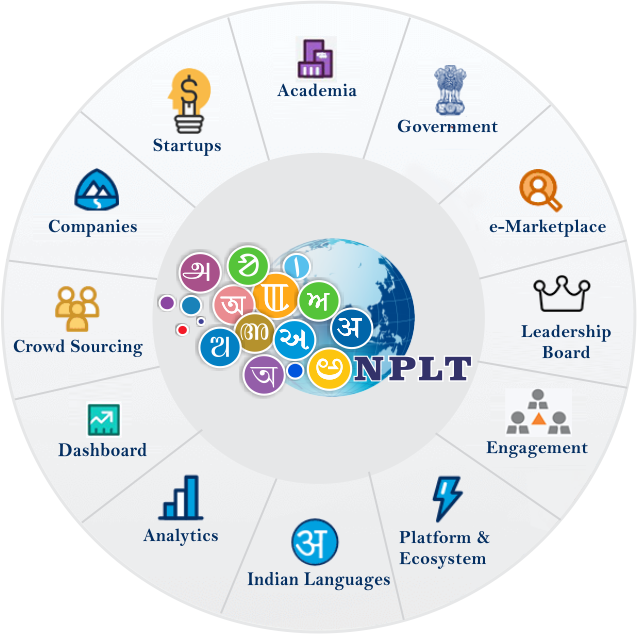 Academia
Government
e-Marketplace
Leadership
Board
Engagement
Platform &
Ecosystem
Indian Languages
अ
Analytics
Dashboard
Crowd Sourcing
Companies
Startups
$
அ
ਅ
অ
അ
અ
अ
ଅ
అ
NPLT